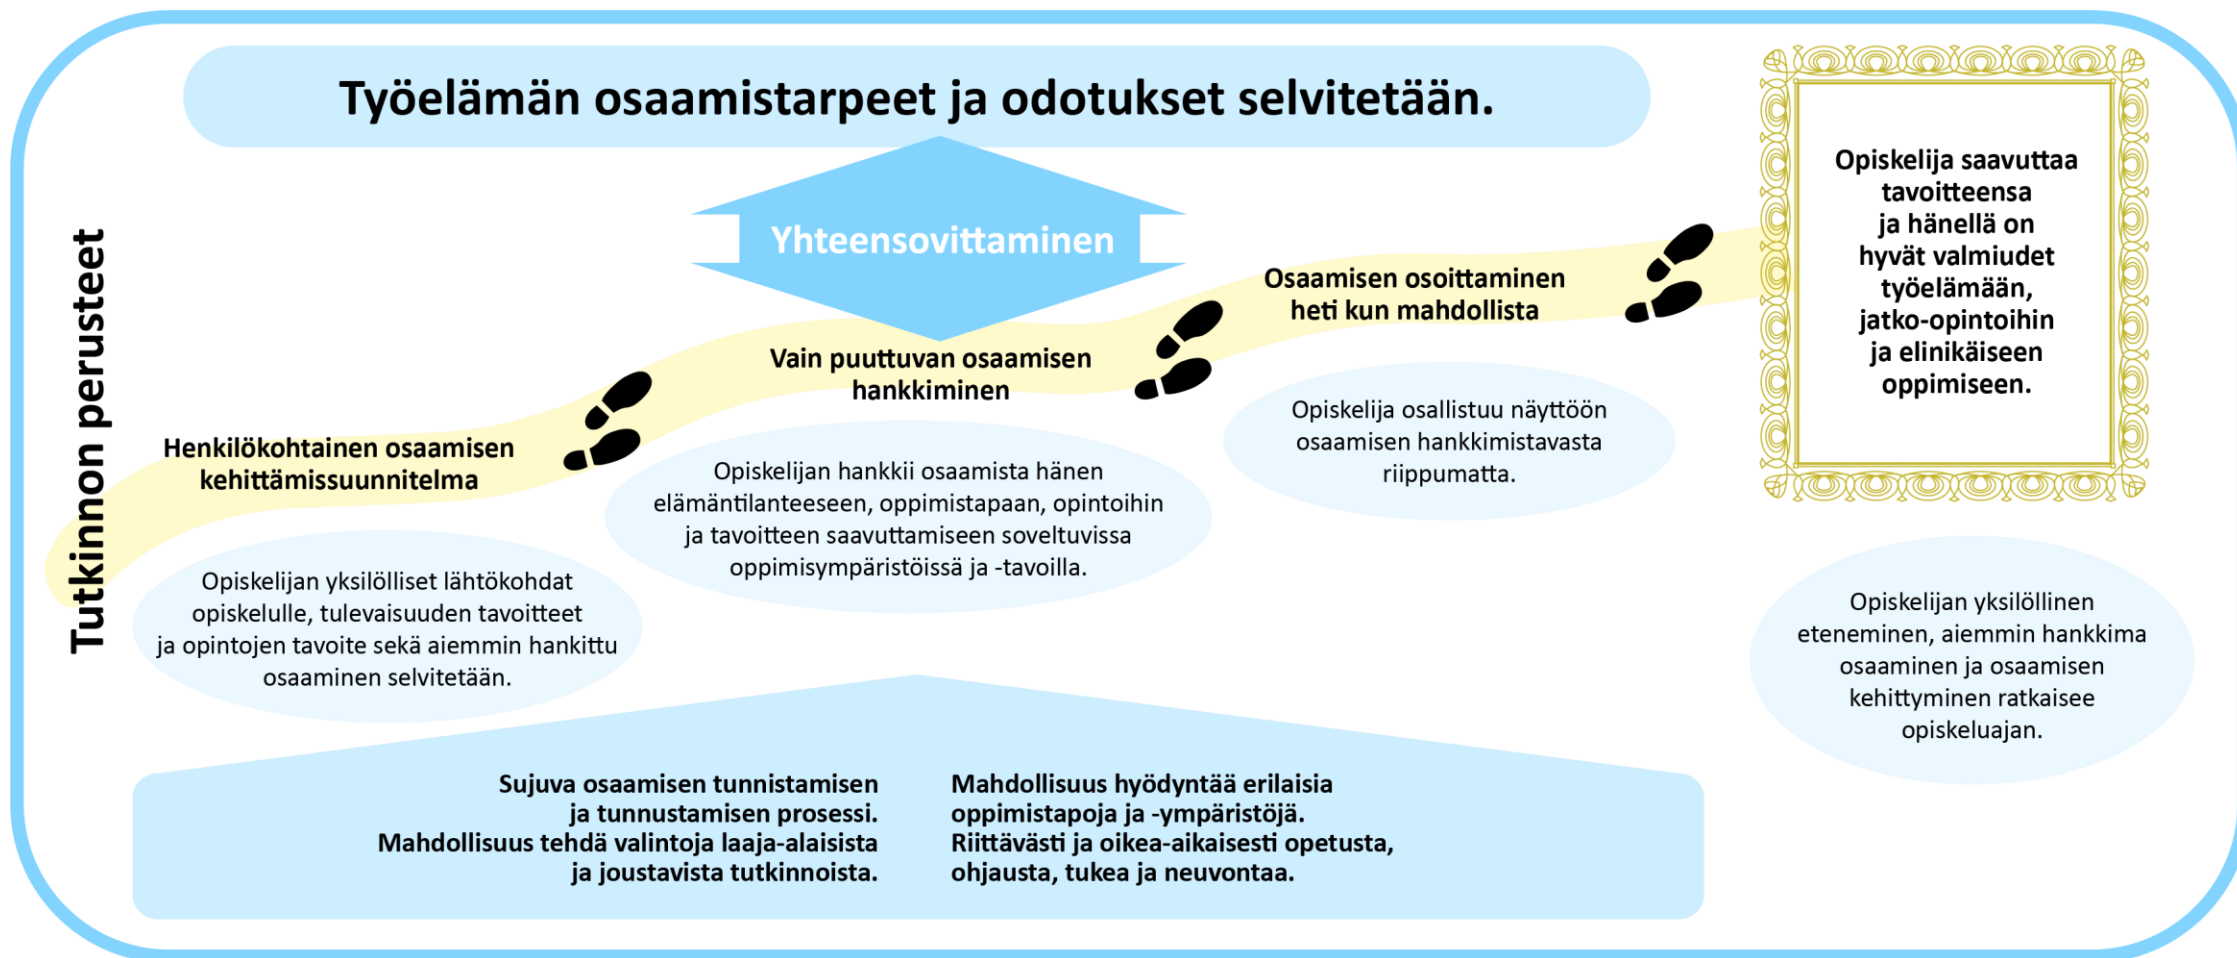 Työelämän osaamistarpeet ja odotukset selvitetään.
Yhteensovittaminen
Tutkinnon perusteet
Henkilökohtainen osaamisen
kehittämissuunnitelma
Opiskelijan yksilölliset lähtökohdat
opiskelulle, tulevaisuuden tavoitteet
ja opintojen tavoite sekä aiemmin hankittu
osaaminen selvitetään.
Vain puuttuvan osaamisen
hankkiminen
Opiskelijan hankkii osaamista hänen
elämäntilanteeseen, oppimistapaan, opintoihin
ja tavoitteen saavuttamiseen soveltuvissa
oppimisympäristöissä ja -tavoilla.
Osaamisen osoittaminen
heti kun mahdollista
Opiskelija osallistuu näyttöön
osaamisen hankkimistavasta
riippumatta.
Opiskelija saavuttaa
tavoitteensa
ja hänellä on
hyvät valmiudet
työelämään,
jatko-opintoihin
ja elinikäiseen
oppimiseen.
Opiskelijan yksilöllinen
eteneminen, aiemmin hankkima
osaaminen ja osaamisen
kehittyminen ratkaisee
opiskeluajan.
Sujuva osaamisen tunnistamisen
ja tunnustamisen prosessi.
Mahdollisuus tehdä valintoja laaja-alaisista
ja joustavista tutkinnoista.
Mahdollisuus hyödyntää erilaisia
oppimistapoja ja -ympäristöjä.
Riittävästi ja oikea-aikaisesti opetusta,
ohjausta, tukea ja neuvontaa.